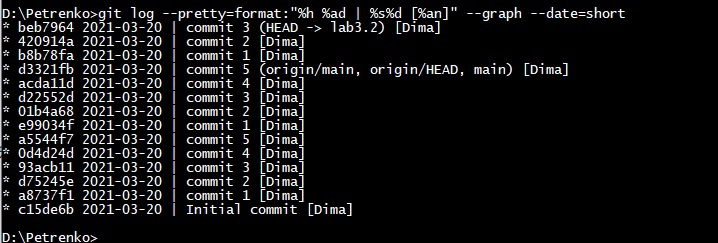 D:\Petrenko>git log --pretty=format:"%h %ad | %s%d [%an]" --graph --date=short
* beb7964 2021-03-20 | commit 3 (HEAD -> lab3.2) [Dima]
* 420914a 2021-03-20 | commit 2 [Dima]
* b8b78fa 2021-03-20 | commit 1 [Dima]
* d3321fb 2021-03-20 | commit 5 (origin/main, origin/HEAD, main) [Dima]
* acda11d 2021-03-20 | commit 4 [Dima]
* d22552d 2021-03-20 | commit 3 [Dima]
* 01b4a68 2021-03-20 | commit 2 [Dima]
* e99034f 2021-03-20 | commit 1 [Dima]
* a5544f7 2021-03-20 | commit 5 [Dima]
* 0d4d24d 2021-03-20 | commit 4 [Dima]
* 93acb11 2021-03-20 | commit 3 [Dima]
* d75245e 2021-03-20 | commit 2 [Dima]
* a8737f1 2021-03-20 | commit 1 [Dima]
* c15de6b 2021-03-20 | Initial commit [Dima]
D:\Petrenko>